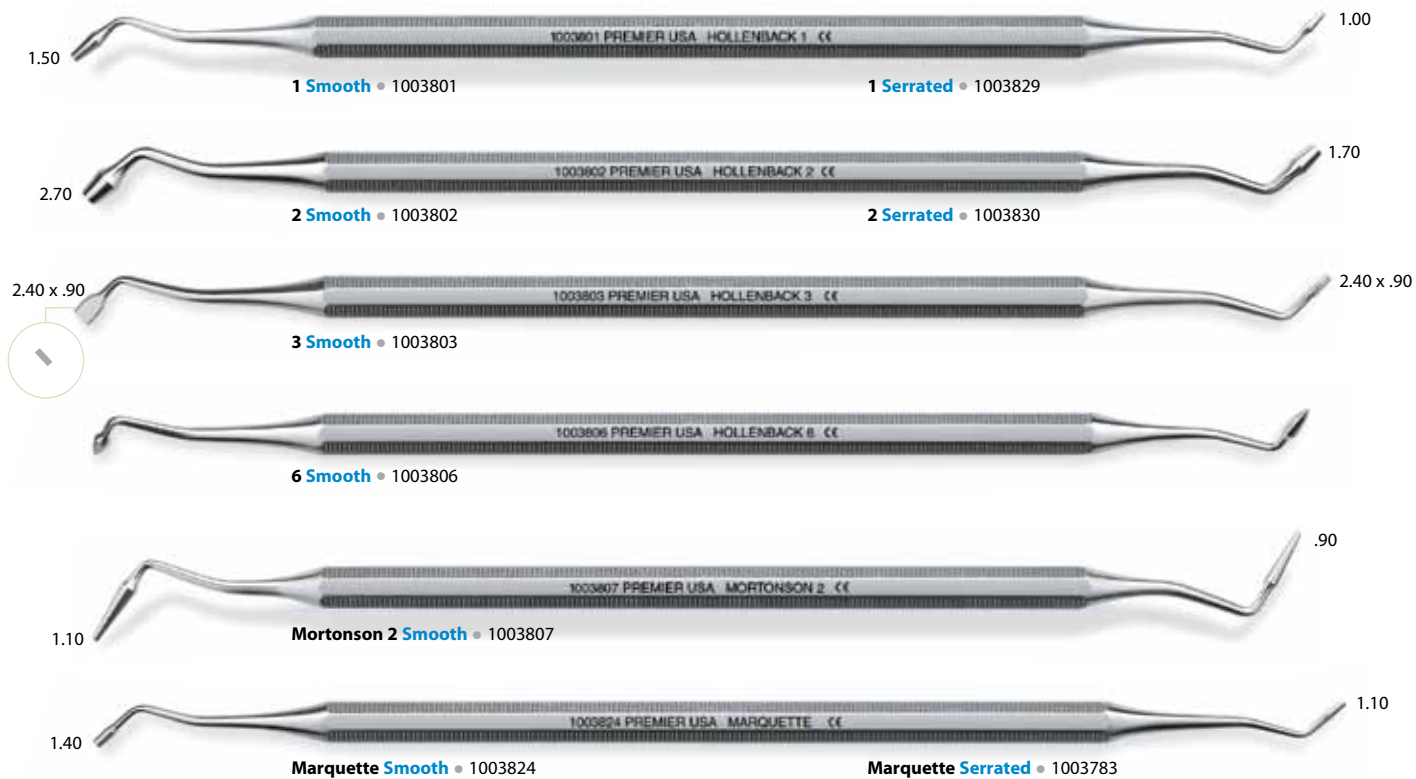 1003801 PREMIER USA HOLLENBACK 1 CE
1.00
1.50
1 Smooth • 1003801
1 Serrated • 1003829
1003802 PREMIER USA HOLLENBACK 2 CE
1.70
2.70
2 Smooth • 1003802
2 Serrated • 1003830
2.40 x .90
1003803 PREMIER USA HOLLENBACK 3 CE
2.40 x .90
3 Smooth • 1003803
1003806 PREMIER USA HOLLENBACK 6 CE
6 Smooth • 1003806
.90
1003807 PREMIER USA MORTONSON 2 CE
1.10
Mortonson 2 Smooth • 1003807
1003824 PREMIER USA MARQUETTE CE
1.10
1.40
Marquette Smooth • 1003824
Marquette Serrated • 1003783